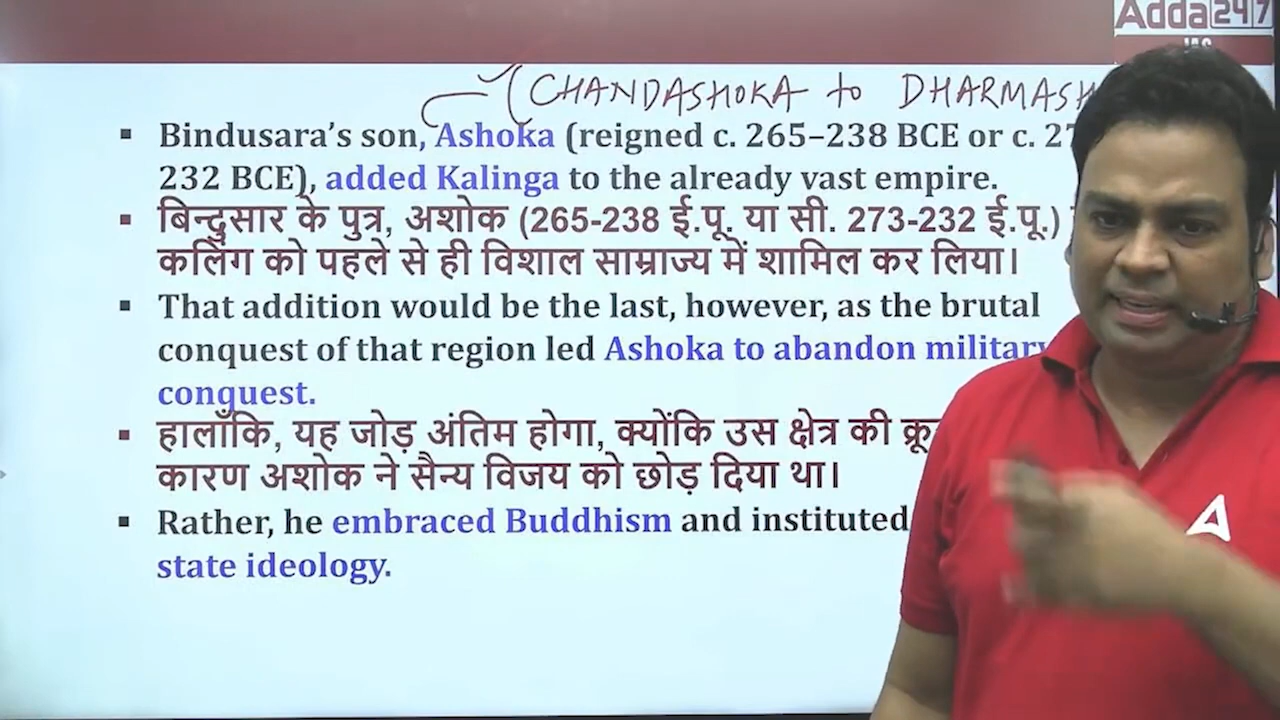 Adda247
IAS
CHANDASHOKA to DHARMASH
Bindusara's son, Ashoka (reigned c. 265–238 BCE or c. 27
232 BCE), added Kalinga to the already vast empire.
बिन्दुसार के पुत्र, अशोक (265-238 ई.पू. या सी. 273-232 ई.पू.)
कलिंग को पहले से ही विशाल साम्राज्य में शामिल कर लिया।
That addition would be the last, however, as the brutal
conquest of that region led Ashoka to abandon military
conquest.
हालाँकि, यह जोड़ अंतिम होगा, क्योंकि उस क्षेत्र की क्रू
कारण अशोक ने सैन्य विजय को छोड़ दिया था।
Rather, he embraced Buddhism and instituted
state ideology.